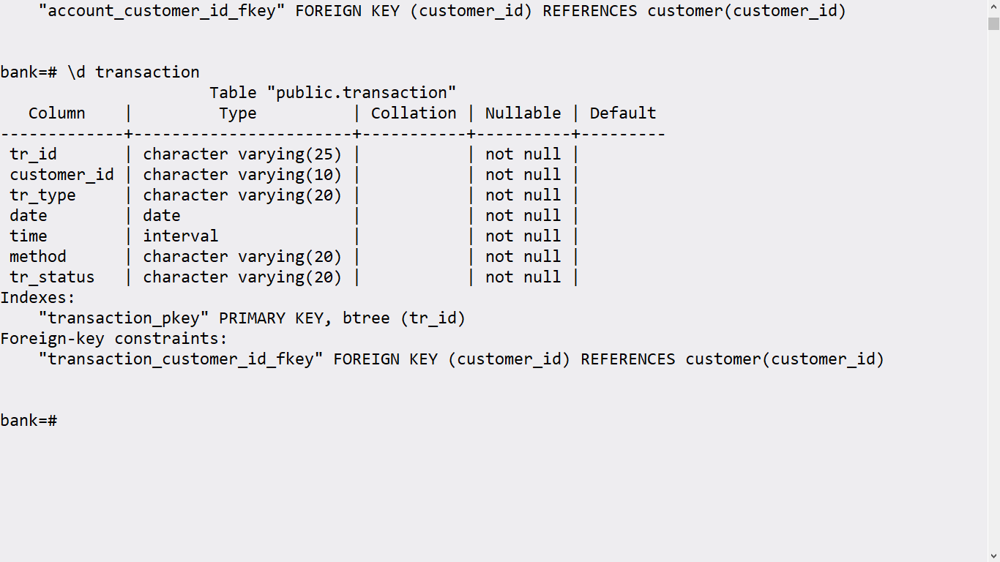 "account_customer_id_fkey" FOREIGN KEY (customer_id) REFERENCES customer(customer_id)
bank=# \d transaction
                      Table "public.transaction"
   Column    |         Type          | Collation | Nullable | Default
-------------+-----------------------+-----------+----------+---------
 tr_id       | character varying(25) |           | not null |
 customer_id | character varying(10) |           | not null |
 tr_type     | character varying(20) |           | not null |
 date        | date                  |           | not null |
 time        | interval              |           | not null |
 method      | character varying(20) |           | not null |
 tr_status   | character varying(20) |           | not null |
Indexes:
    "transaction_pkey" PRIMARY KEY, btree (tr_id)
Foreign-key constraints:
    "transaction_customer_id_fkey" FOREIGN KEY (customer_id) REFERENCES customer(customer_id)
bank=#